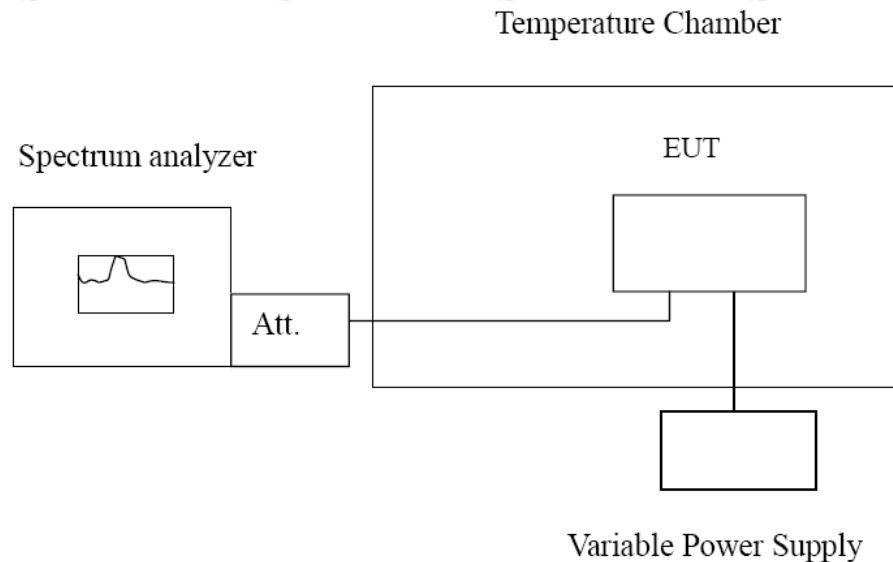 Temperature Chamber
Spectrum analyzer
EUT
Att.
Variable Power Supply